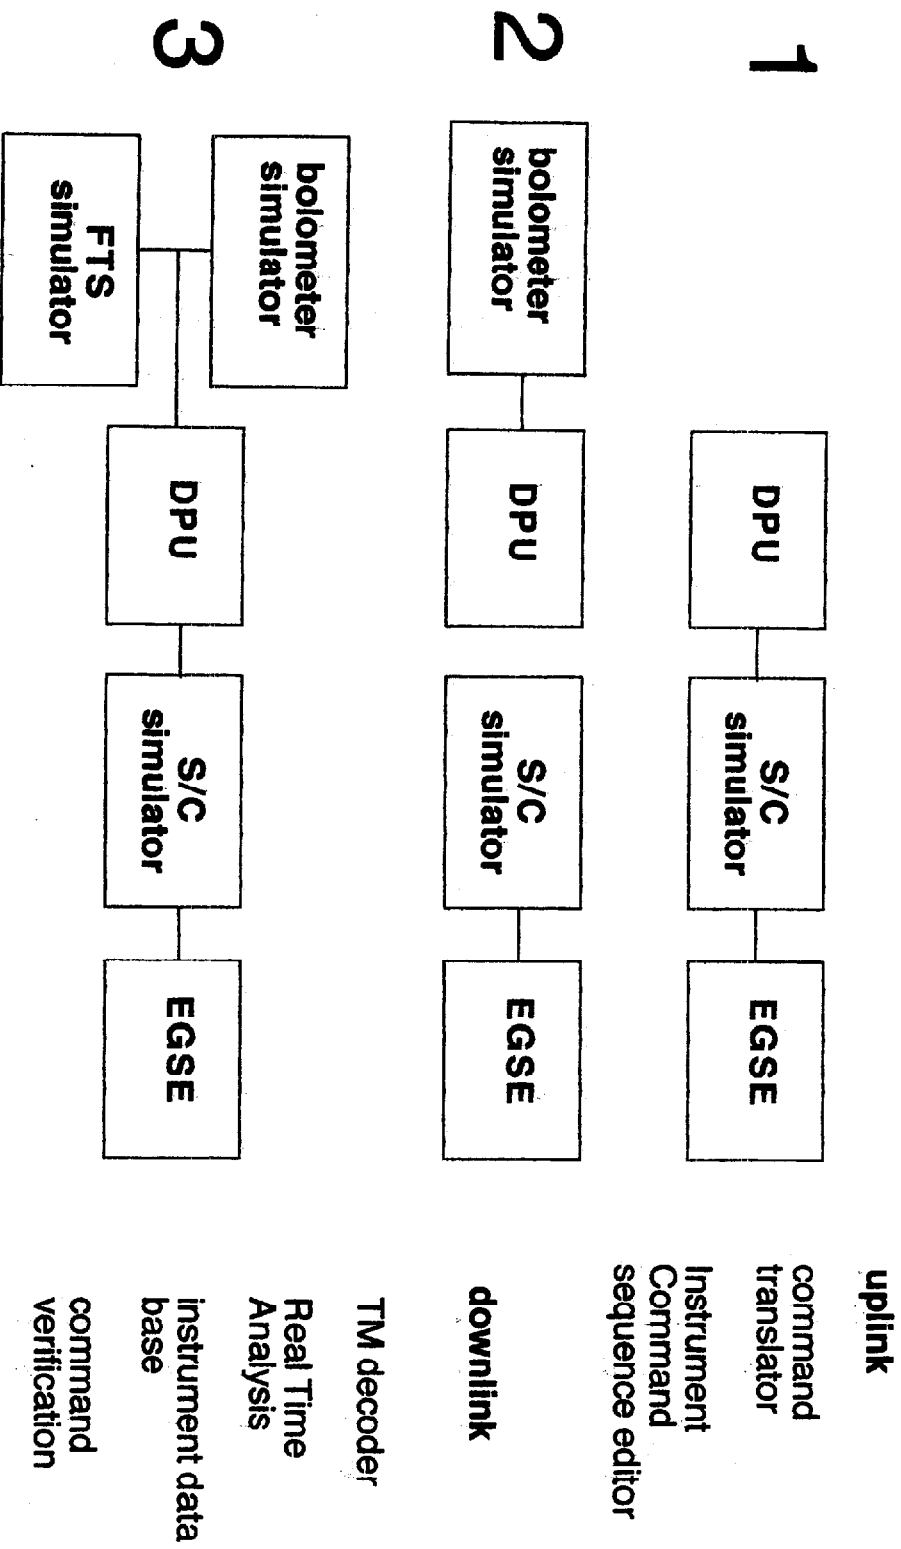 1
DPU
S/C
simulator
EGSE
2
bolometer
simulator
DPU
S/C
simulator
EGSE
3
bolometer
simulator
FTS
simulator
DPU
S/C
simulator
EGSE
uplink
command
translator
Instrument
Command
sequence editor
downlink
TM decoder
Real Time
Analysis
instrument data
base
command
verification